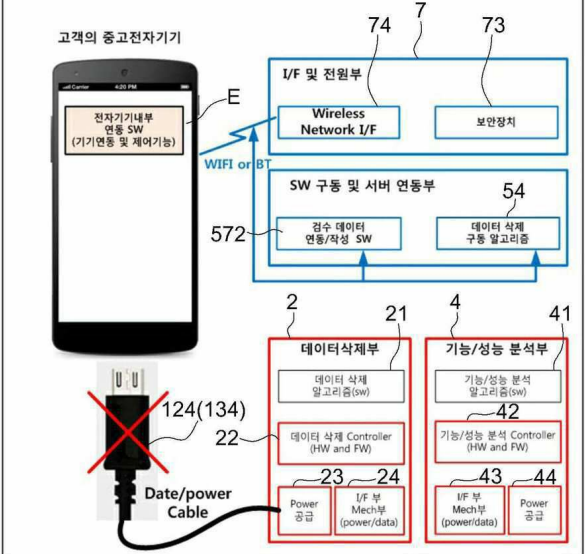 고객의 중고전자기기
Carrier 4:20 PM
전자기기내부
연동 SW
(기기연동 및 제어기능)
E
WIFI or BT
74
7
73
I/F 및 전원부
Wireless
Network I/F
보안장치
SW 구동 및 서버 연동부
54
572
검수 데이터
연동/작성 SW
데이터 삭제
구동 알고리즘
2
21
데이터삭제부
데이터 삭제
알고리즘(sw)
22
데이터 삭제 Controller
(HW and FW)
23
24
Power
공급
I/F 부
Mech부
(power/data)
4
41
기능/성능 분석부
기능/성능 분석
알고리즘(sw)
42
기능/성능 분석 Controller
(HW and FW)
43
44
I/F 부
Mech부
(power/data)
Power
공급
124(134)
Date/power
Cable